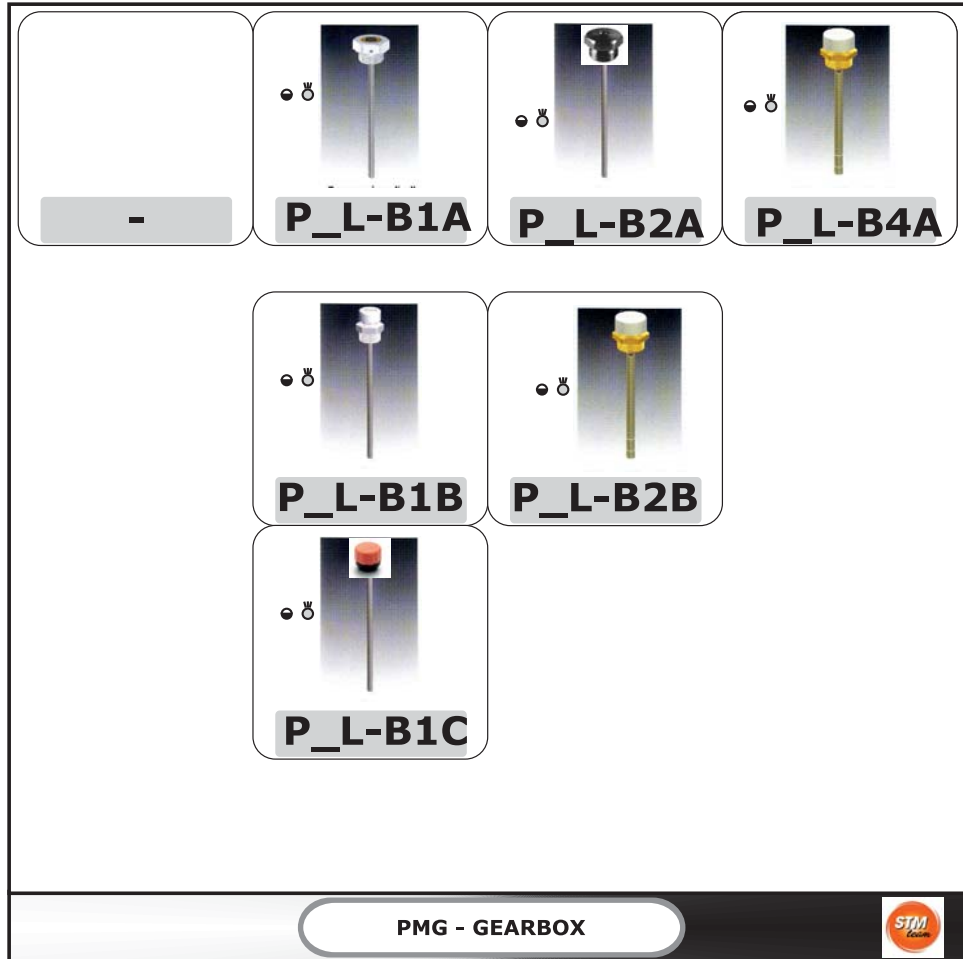 -
P_L-B1A
P_L-B2A
P_L-B4A
P_L-B1B
P_L-B2B
P_L-B1C
PMG - GEARBOX
STM
team